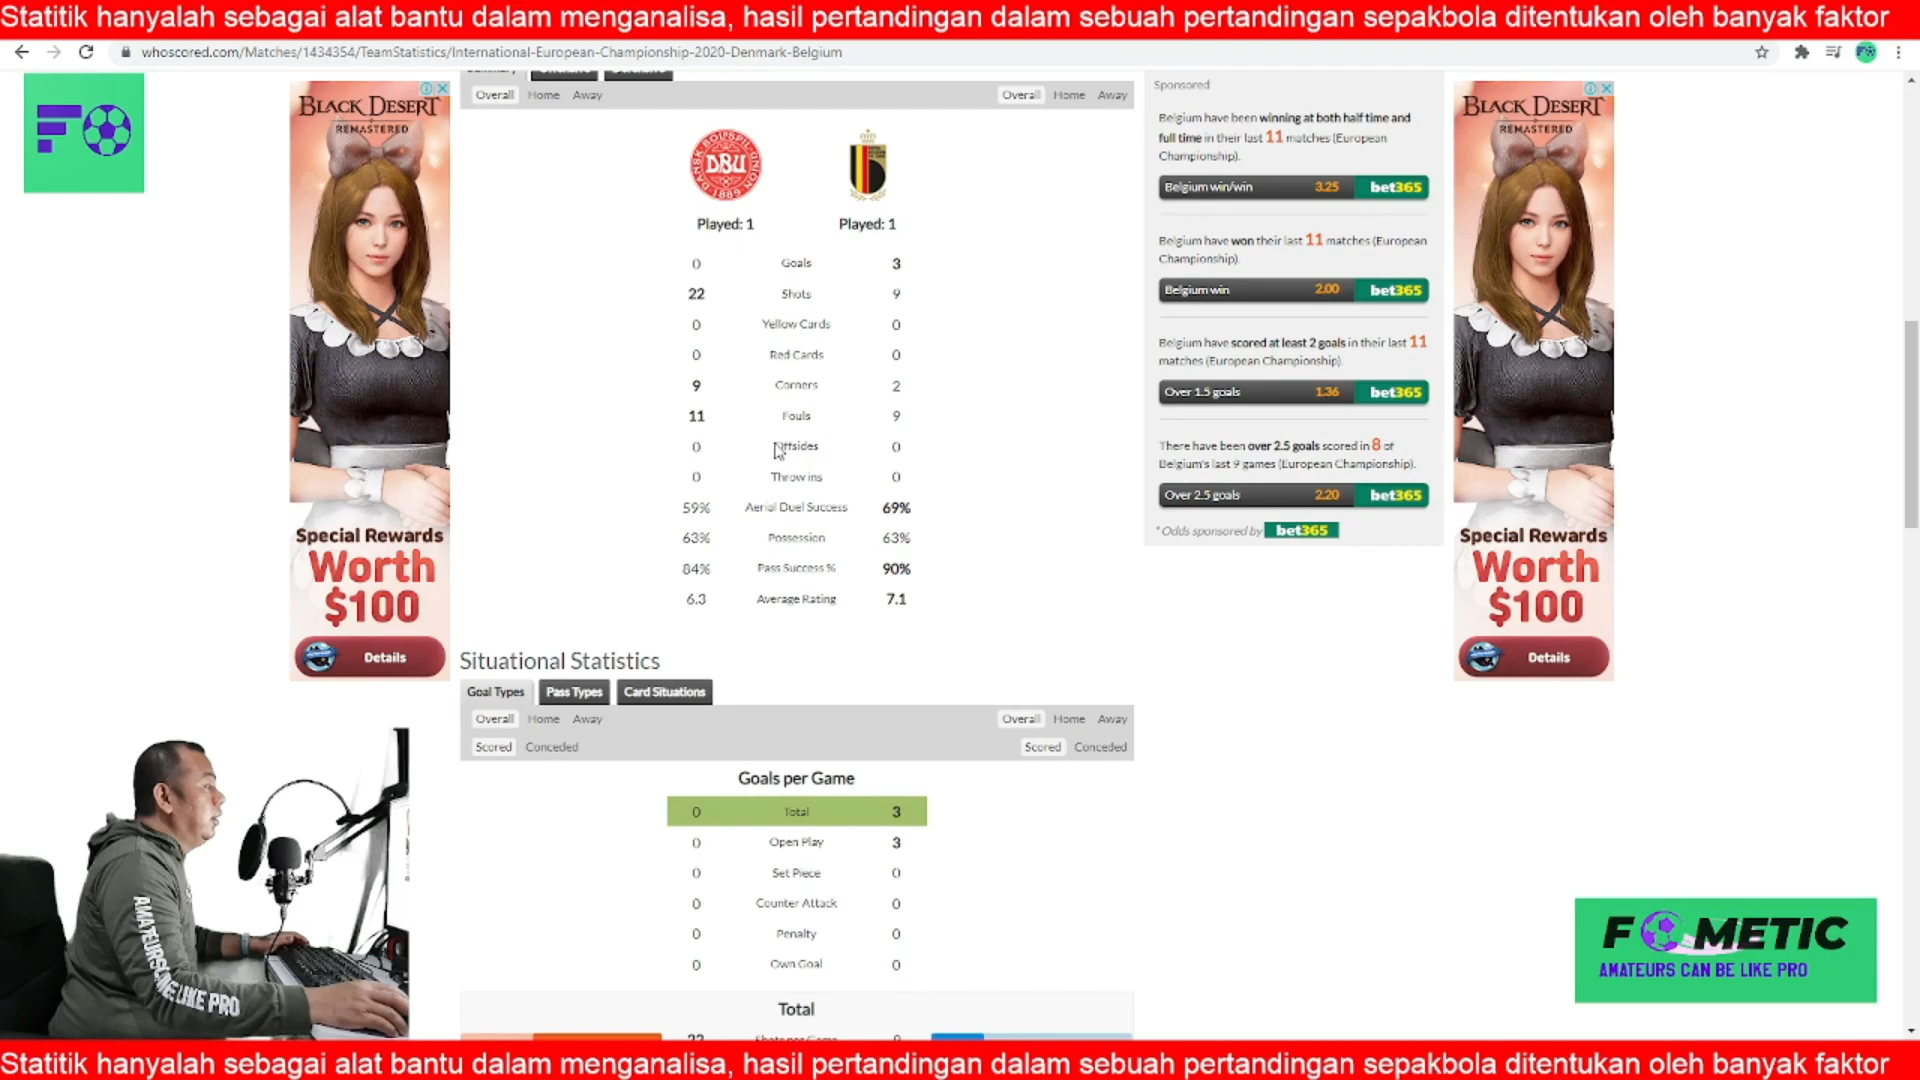 Statitik hanyalah sebagai alat bantu dalam menganalisa, hasil pertandingan dalam sebuah pertandingan sepakbola ditentukan oleh banyak faktor
whoscored.com/Matches/1434354/TeamStatistics/International-European-Championship-2020-Denmark-Belgium
Overall Home Away
Overall Home Away
BLACK DESERT
REMASTERED
Special Rewards
Worth
$100
Details
DANSK BOLDSPIL-UNION
DBU
1889
Played: 1
Played: 1
0 Goals 3
22 Shots 9
0 Yellow Cards 0
0 Red Cards 0
9 Corners 2
11 Fouls 9
0 Offsides 0
0 Throw ins 0
59% Aerial Duel Success 69%
63% Possession 63%
84% Pass Success % 90%
6.3 Average Rating 7.1
Situational Statistics
Goal Types Pass Types Card Situations
Overall Home Away
Overall Home Away
Scored Conceded
Scored Conceded
Goals per Game
0 Total 3
0 Open Play 3
0 Set Piece 0
0 Counter Attack 0
0 Penalty 0
0 Own Goal 0
Total
22 Shots per Game 9
Sponsored
Belgium have been winning at both half time and
full time in their last 11 matches (European
Championship).
Belgium win/win 3.25 bet365
Belgium have won their last 11 matches (European
Championship).
Belgium win 2.00 bet365
Belgium have scored at least 2 goals in their last 11
matches (European Championship).
Over 1.5 goals 1.36 bet365
There have been over 2.5 goals scored in 8 of
Belgium's last 9 games (European Championship).
Over 2.5 goals 2.20 bet365
* Odds sponsored by bet365
BLACK DESERT
REMASTERED
Special Rewards
Worth
$100
Details
AMATEURS CAN BE LIKE PRO
FOMETIC
AMATEURS CAN BE LIKE PRO
Statitik hanyalah sebagai alat bantu dalam menganalisa, hasil pertandingan dalam sebuah pertandingan sepakbola ditentukan oleh banyak faktor